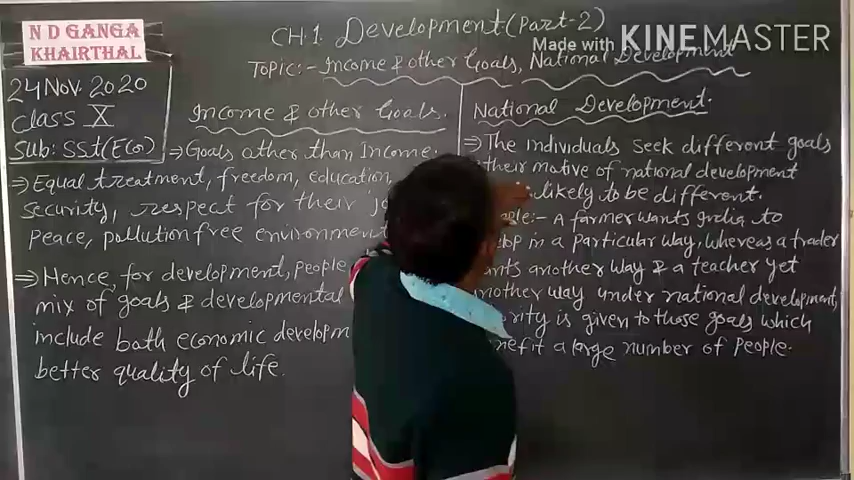 N D GANGA
KHAIRTHAL
24 Nov. 2020
Class X
Sub: SSt(Eco)
CH:1. Development (Part-2)
Made with KINEMASTER
Topic:- Income & other Goals, National Development
Income & other Goals.
⇒ Goals other than Income:
⇒ Equal treatment, freedom, education,
security, respect for their
Peace, pollution free environment
⇒ Hence, for development, people
mix of goals & developmental
include both economic
better quality of life.
National Development.
⇒ The individuals seek different goals
their motive of national development
likely to be different.
:- A farmer wants India to
in a particular way, whereas a trader
another way & a teacher yet
another way under national development,
is given to those goals which
a large number of People.